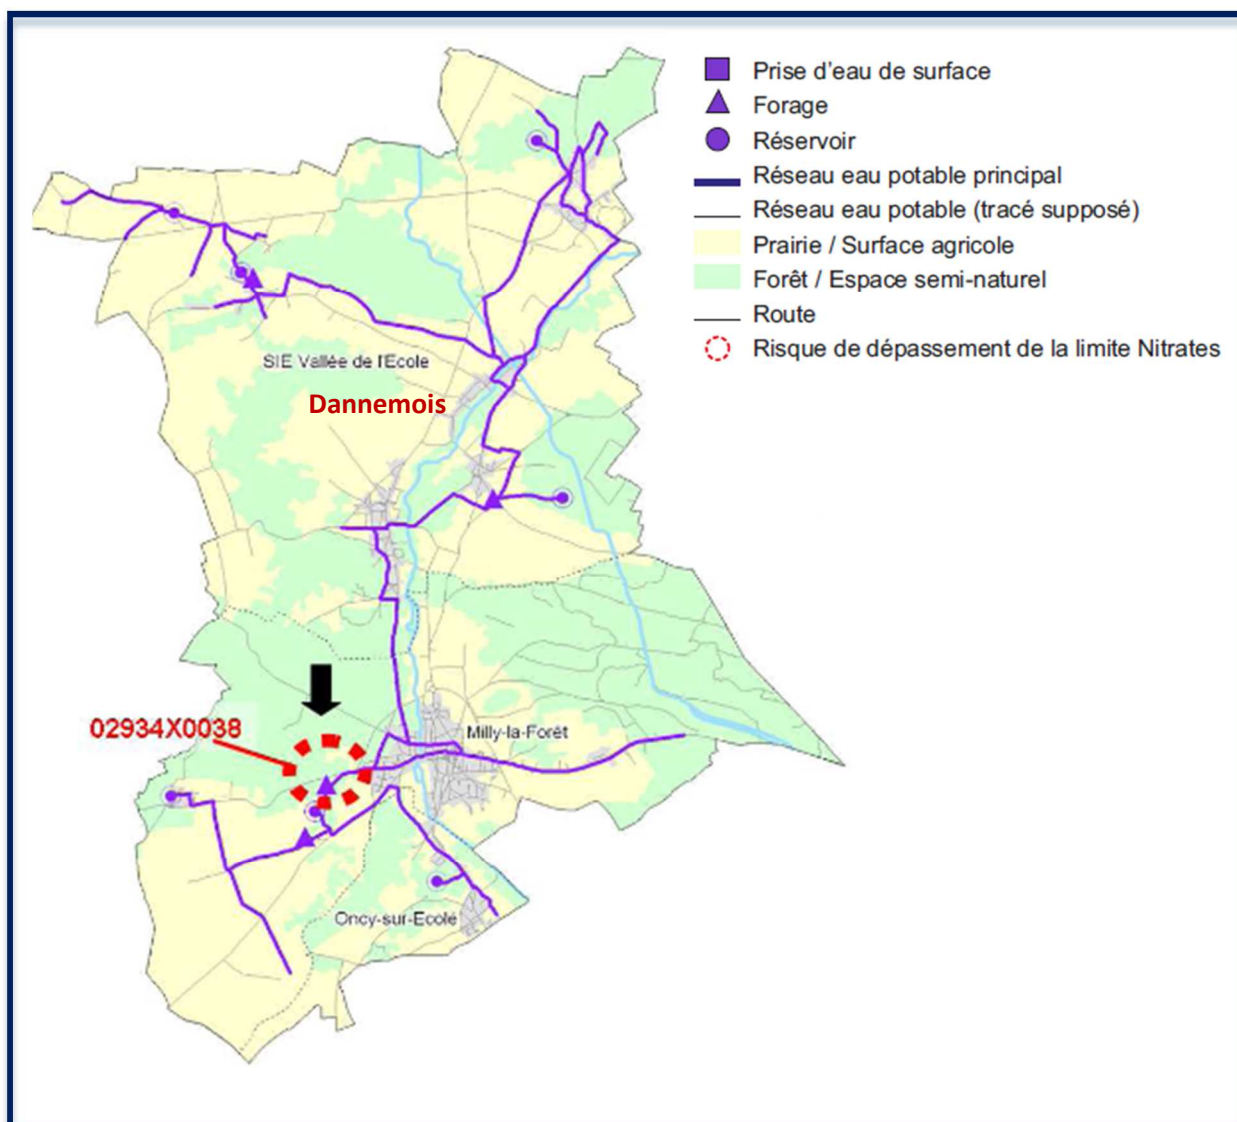 Prise d'eau de surface
Forage
Réservoir
Réseau eau potable principal
Réseau eau potable (tracé supposé)
Prairie / Surface agricole
Forêt / Espace semi-naturel
Route
Risque de dépassement de la limite Nitrates
SIE Vallée de l'Ecole
Dannemois
02934X0038
Milly-la-Forêt
Oncy-sur-Ecole